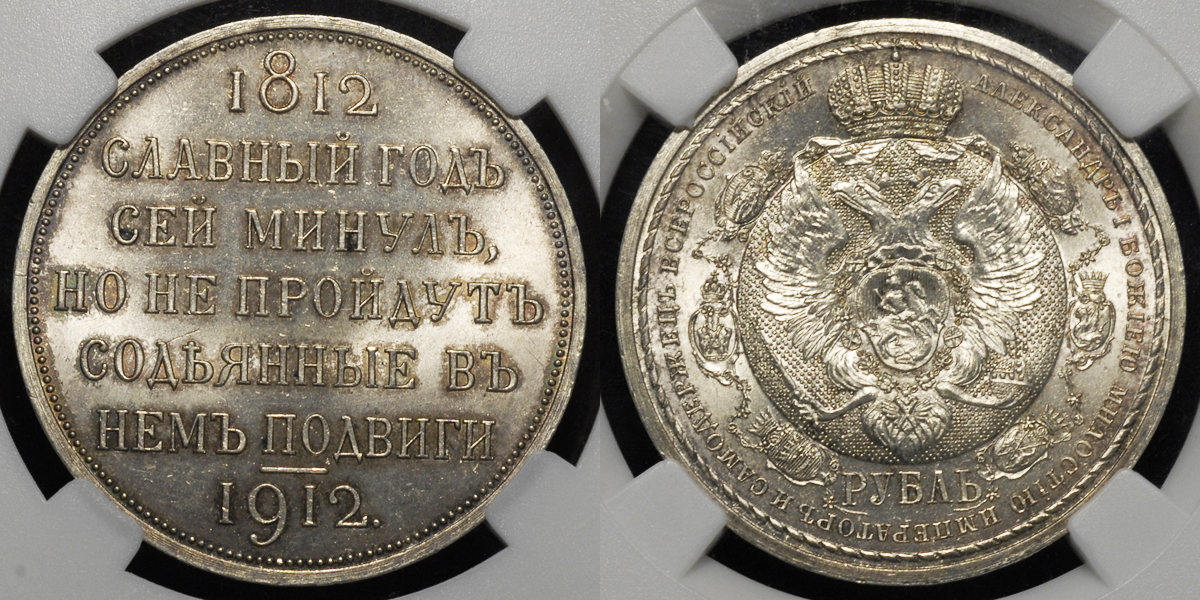 1812
СЛАВНЫЙ ГОДЪ
СЕЙ МИНУЛЪ,
НО НЕ ПРОЙДУТЪ
СОДѢЯННЫЕ ВЪ
НЕМЪ ПОДВИГИ
1912.
АЛЕКСАНДРЪ I БОЖІЕЮ МИЛОСТІЮ ИМПЕРАТОРЪ И САМОДЕРЖЕЦЪ ВСЕРОССІЙСКІЙ
РУБЛЬ